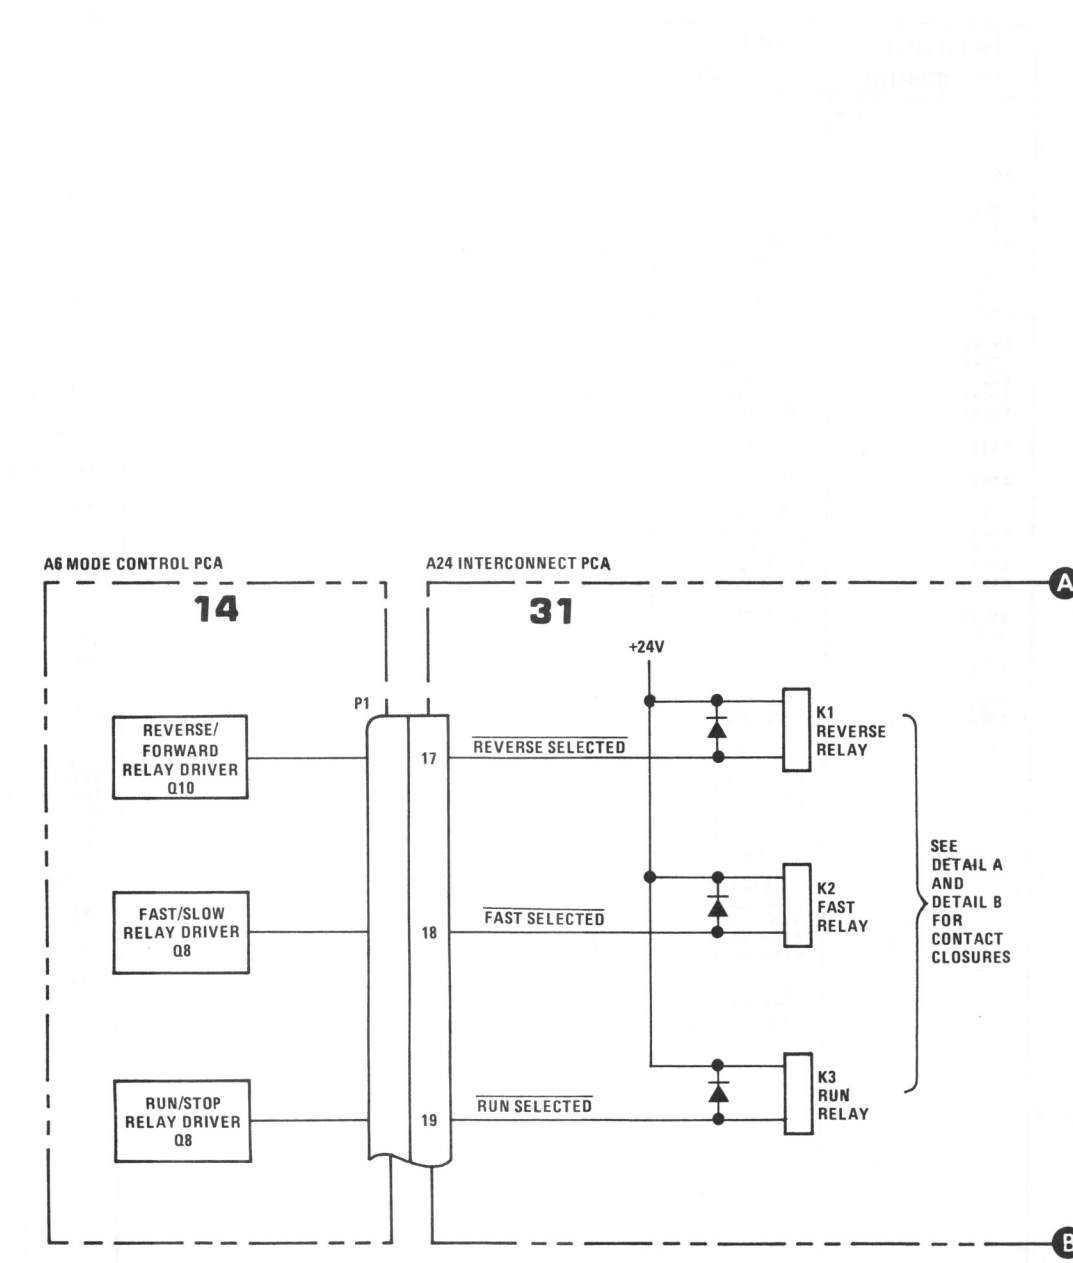 A6 MODE CONTROL PCA
A24 INTERCONNECT PCA
A
14
31
+24V
P1
REVERSE/
FORWARD
RELAY DRIVER
Q10
17
REVERSE SELECTED
K1
REVERSE
RELAY
FAST/SLOW
RELAY DRIVER
Q8
18
FAST SELECTED
K2
FAST
RELAY
SEE
DETAIL A
AND
DETAIL B
FOR
CONTACT
CLOSURES
RUN/STOP
RELAY DRIVER
Q8
19
RUN SELECTED
K3
RUN
RELAY
B